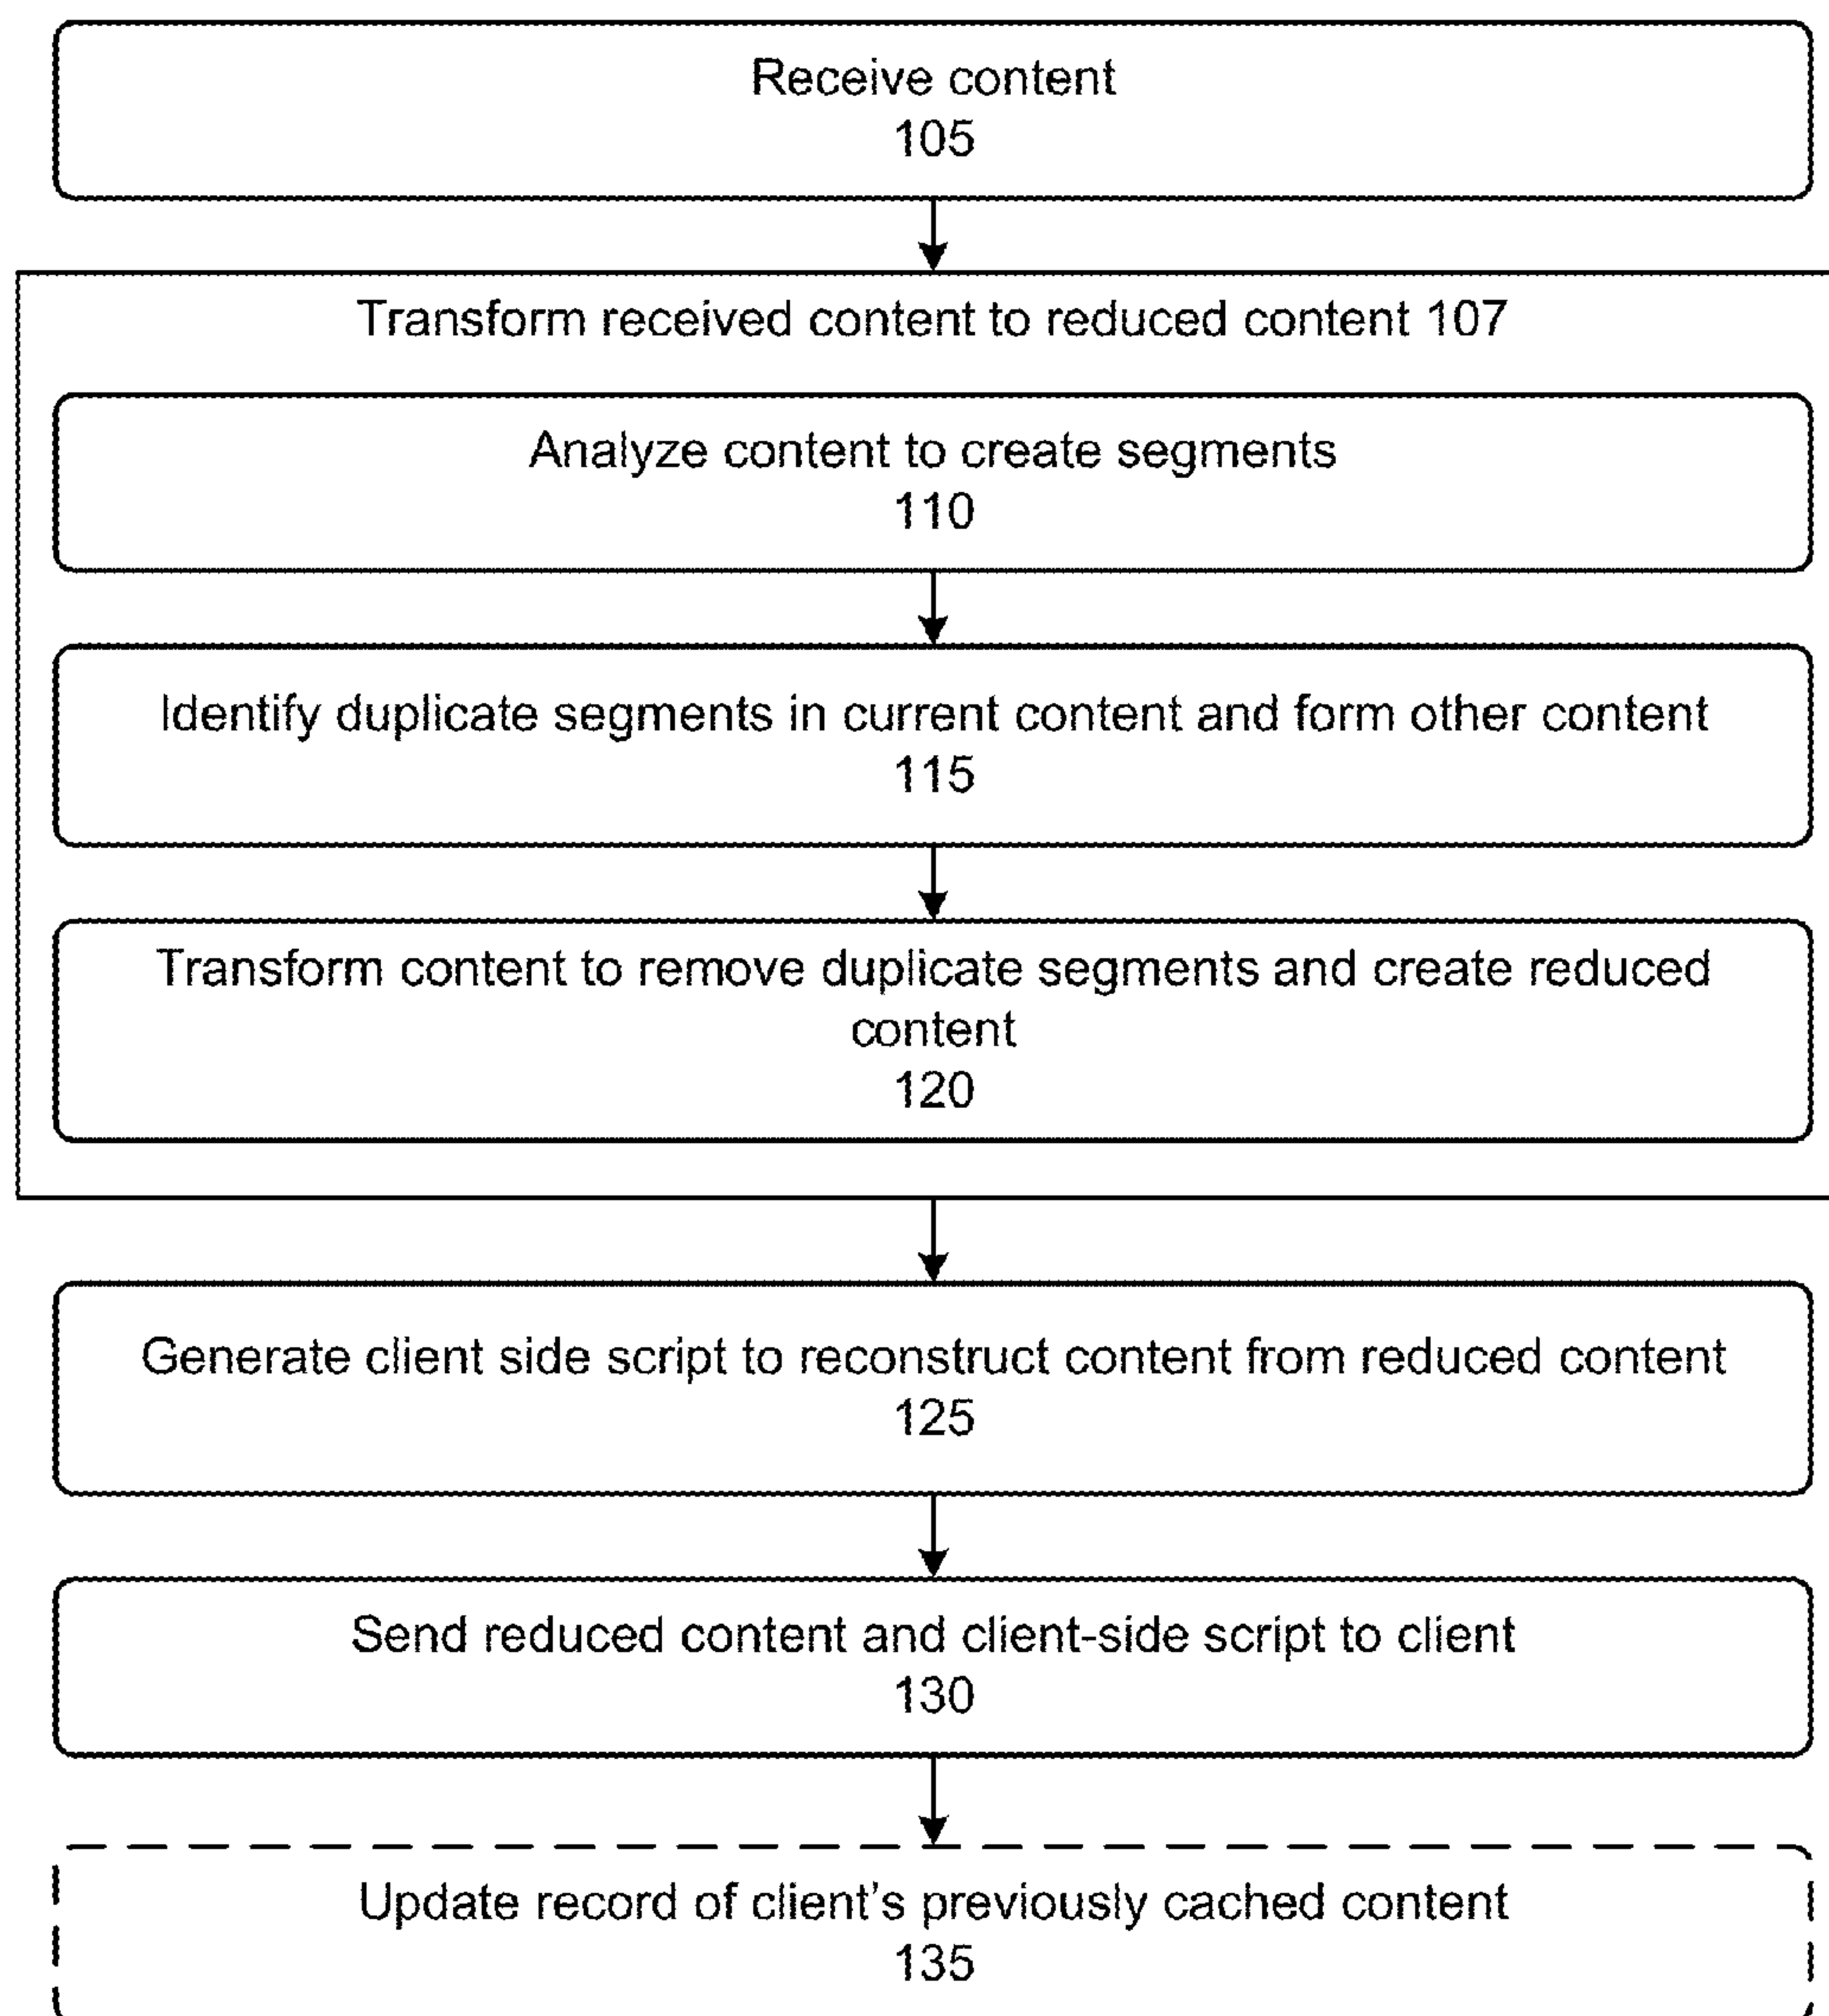 Receive content
105
Transform received content to reduced content 107
Analyze content to create segments
110
Identify duplicate segments in current content and form other content
115
Transform content to remove duplicate segments and create reduced
content
120
Generate client side script to reconstruct content from reduced content
125
Send reduced content and client-side script to client
130
Update record of client's previously cached content
135